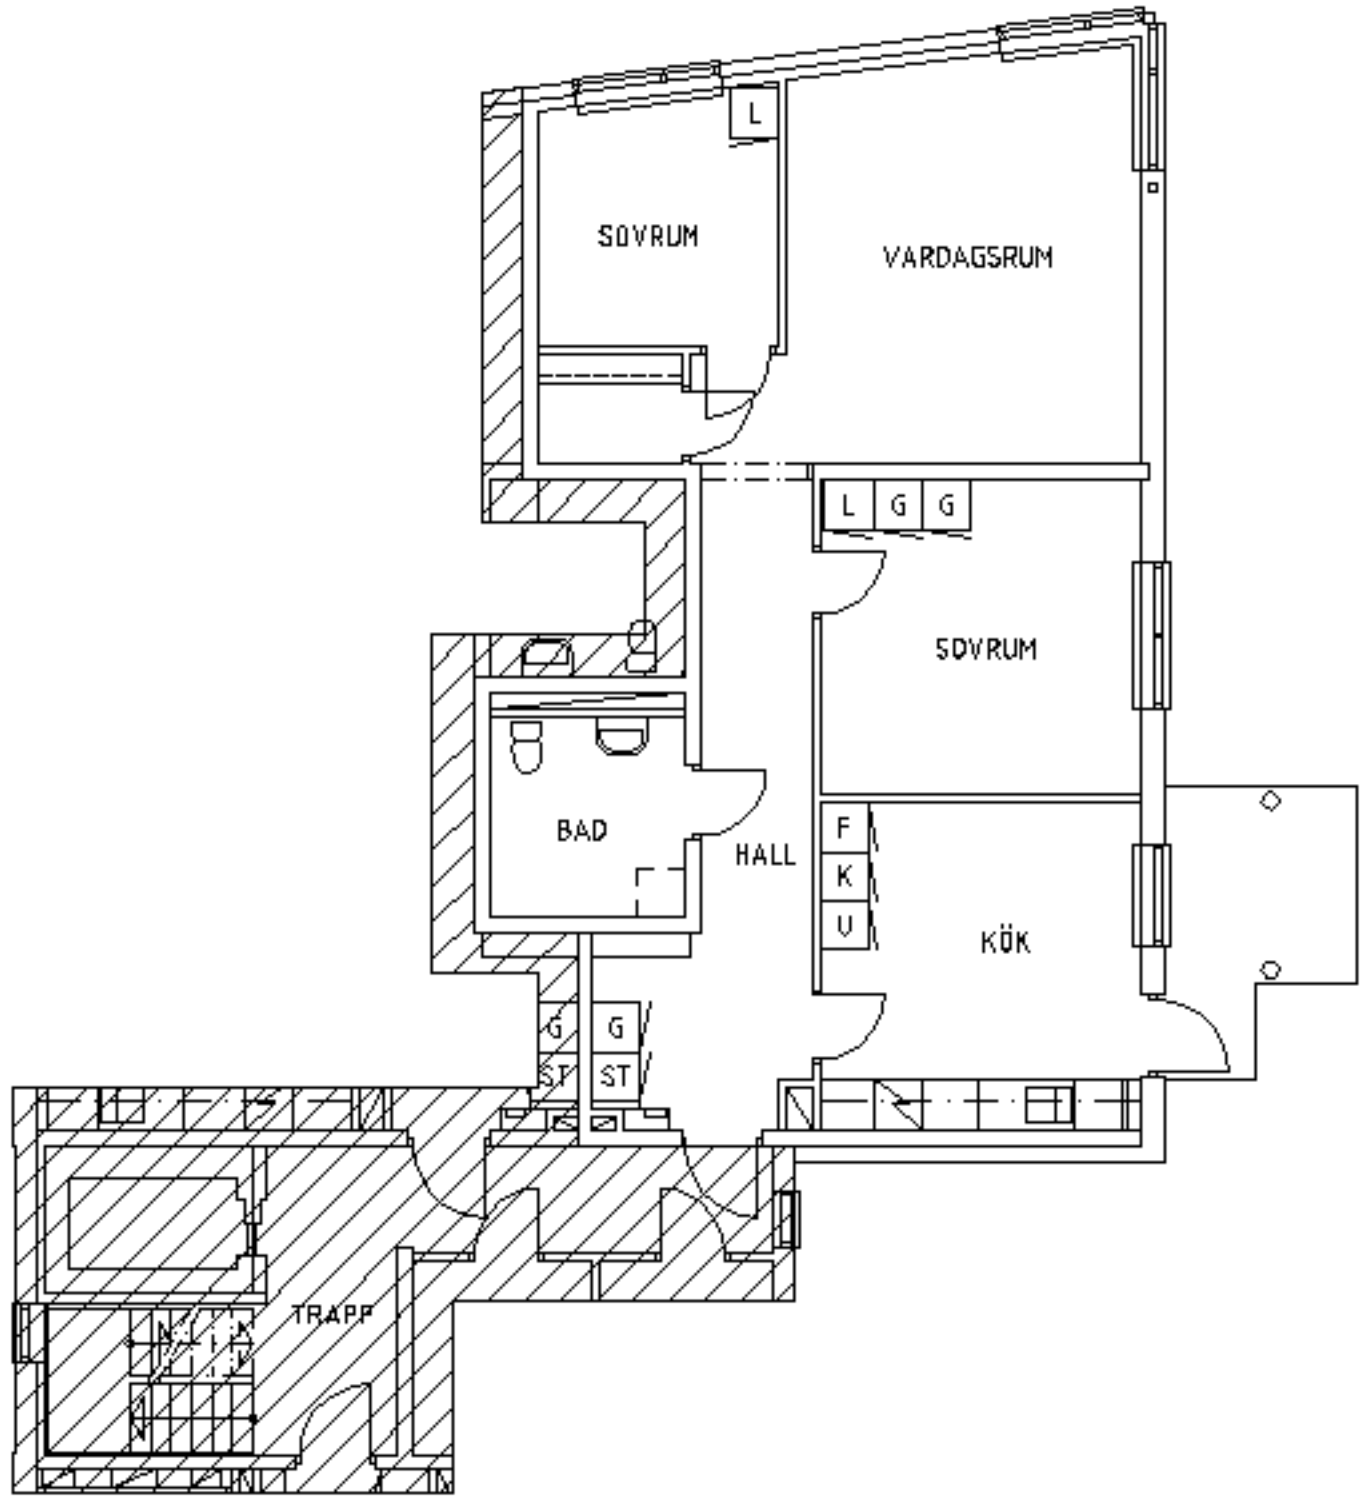 L
SOVRUM
VARDAGSRUM
L G G
SOVRUM
F
BAD
HALL
K
U
KÖK
G G
ST ST
TRAPP